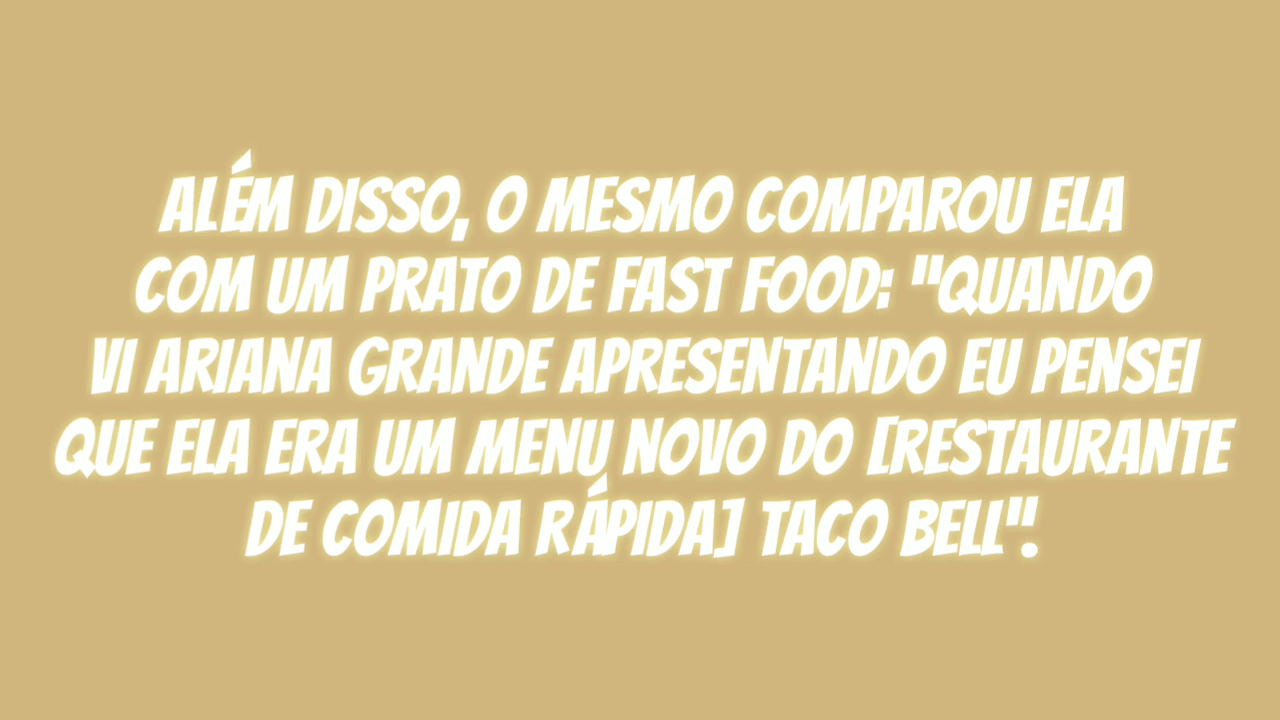 ALÉM DISSO, O MESMO COMPAROU ELA
COM UM PRATO DE FAST FOOD: "QUANDO
VI ARIANA GRANDE APRESENTANDO EU PENSEI
QUE ELA ERA UM MENU NOVO DO [RESTAURANTE
DE COMIDA RÁPIDA] TACO BELL".